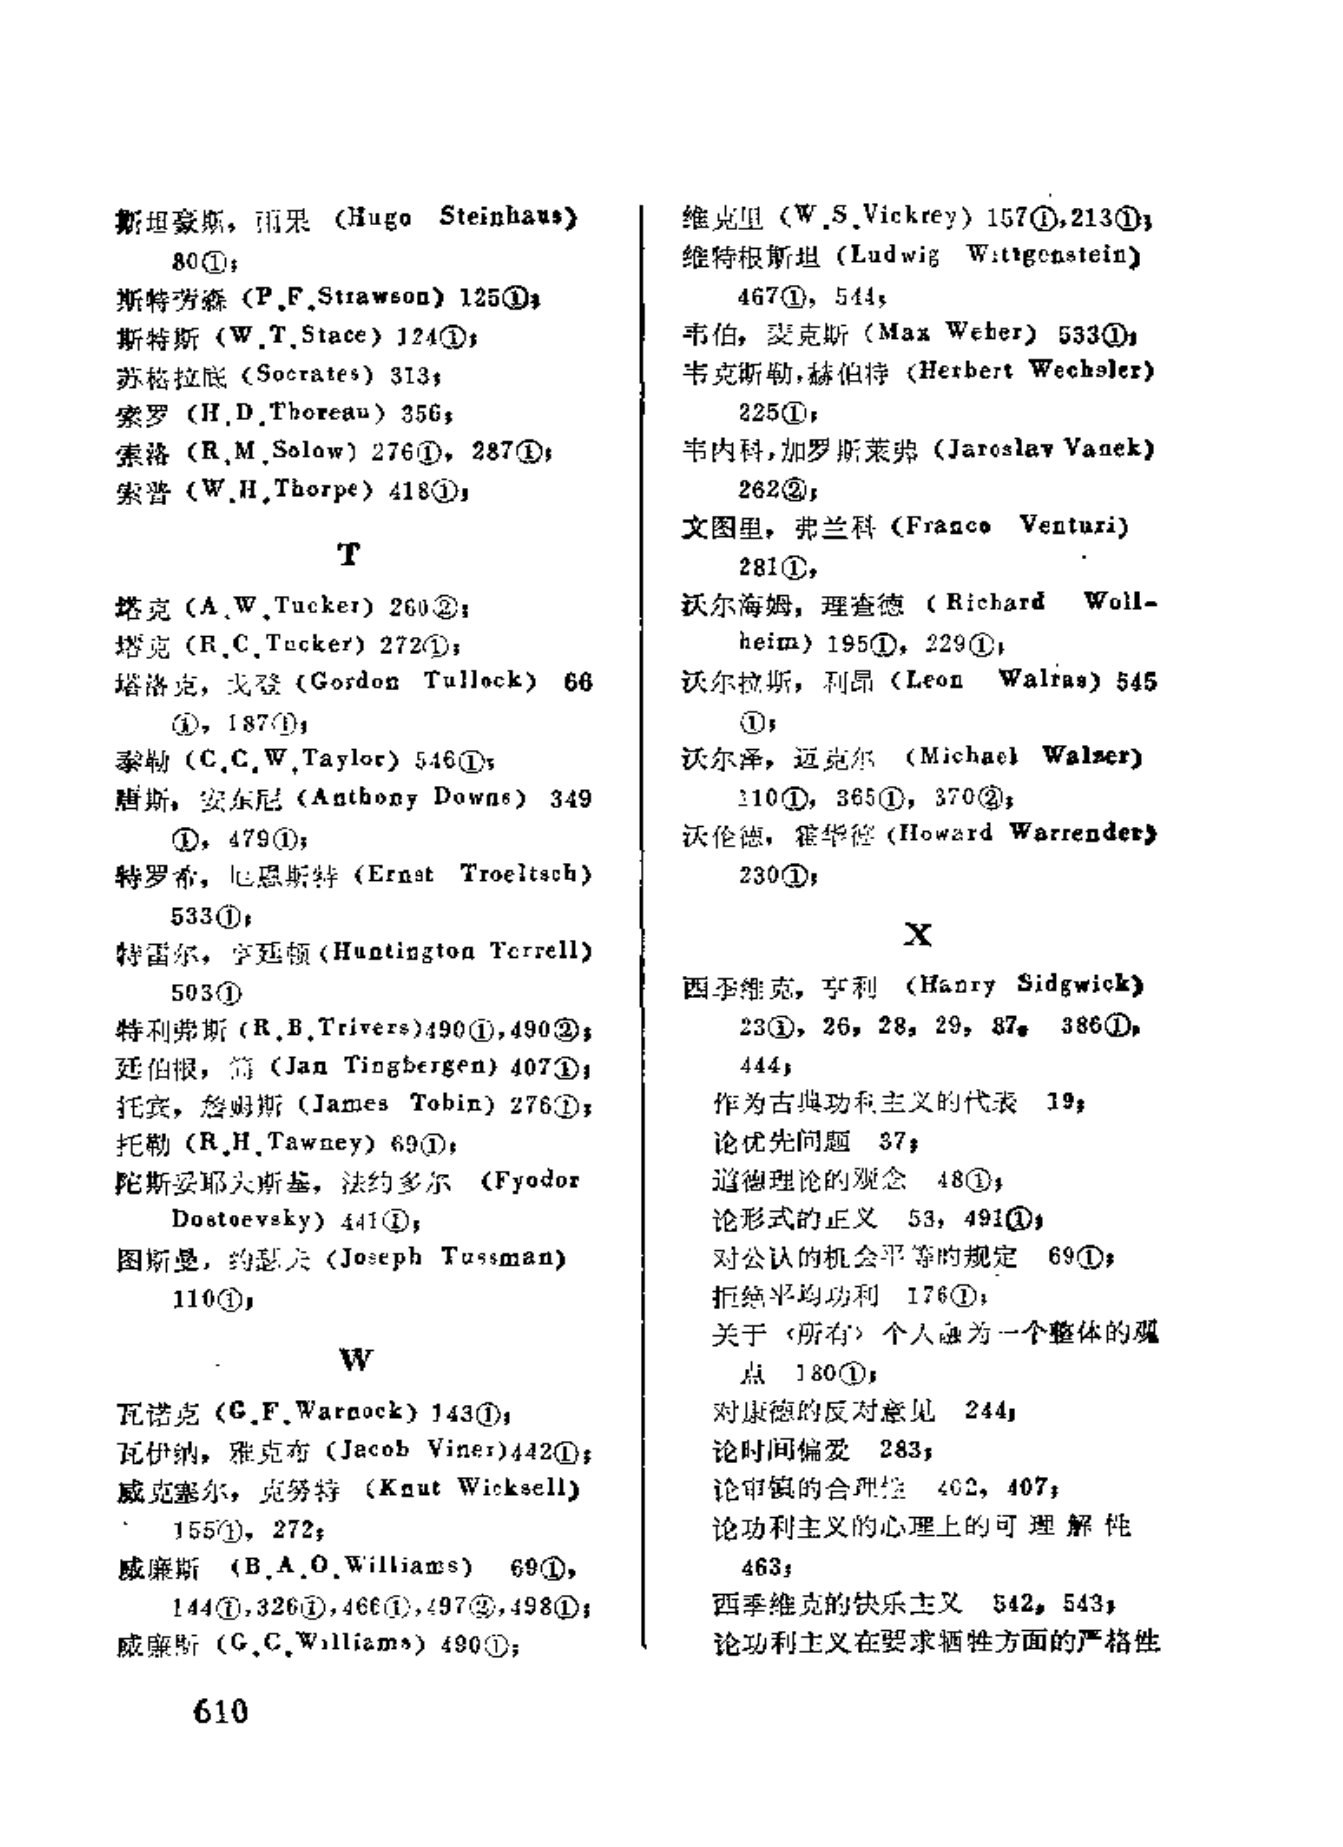 斯坦豪斯，雨果 (Hugo Steinhaus)
80①；
斯特劳森 (P.F.Strawson) 125①；
斯特斯 (W.T.Stace) 124①；
苏格拉底 (Socrates) 313；
索罗 (H.D.Thoreau) 356；
索洛 (R.M.Solow) 276①，287①；
索普 (W.H.Thorpe) 418①；
T
塔克 (A.W.Tucker) 260②；
塔克 (R.C.Tucker) 272①；
塔洛克，戈登 (Gordon Tullock) 66
①，187①；
泰勒 (C.C.W.Taylor) 546①；
唐斯，安东尼 (Anthony Downs) 349
①，479①；
特罗布，厄恩斯特 (Ernst Troeltsch)
533①；
特雷尔，亨廷顿 (Huntington Terrell)
503①
特利弗斯 (R.B.Trivers)490①,490②；
廷伯根，简 (Jan Tingbergen) 407①；
托宾，詹姆斯 (James Tobin) 276①；
托勒 (R.H.Tawney) 69①；
陀斯妥耶夫斯基，法约多尔 (Fyodor
Dostoevsky) 441①；
图斯曼，约瑟夫 (Joseph Tussman)
110①；
W
瓦诺克 (G.F.Warnock) 143①；
瓦伊纳，雅克布 (Jacob Viner)442①；
威克塞尔，克努特 (Knut Wicksell)
155①，272；
威廉斯 (B.A.O.Williams) 69①，
144①,326①,466①,497②,498①；
威廉斯 (G.C.Williams) 490①；
610
维克里 (W.S.Vickrey) 157①,213①；
维特根斯坦 (Ludwig Wittgenstein)
467①，544；
韦伯，麦克斯 (Max Weber) 533①；
韦克斯勒,赫伯特 (Herbert Wechsler)
225①；
韦内科,加罗斯莱弗 (Jaroslav Vanek)
262②；
文图里，弗兰科 (Franco Venturi)
281①，
沃尔海姆，理查德 (Richard Woll-
heim) 195①，229①；
沃尔拉斯，利昂 (Leon Walras) 545
①；
沃尔泽，迈克尔 (Michael Walzer)
110①，365①，370②；
沃伦德，霍华德 (Howard Warrender)
230①；
X
西季维克，亨利 (Hanry Sidgwick)
23①，26，28，29，87， 386①，
444；
作为古典功利主义的代表 19；
论优先问题 37；
道德理论的观念 48①；
论形式的正义 53，491①；
对公认的机会平等的规定 69①；
拒绝平均功利 176①；
关于〈所有〉个人融为一个整体的观
点 180①；
对康德的反对意见 244；
论时间偏爱 283；
论审慎的合理性 402，407；
论功利主义的心理上的可理解性
463；
西季维克的快乐主义 542，543；
论功利主义在要求牺牲方面的严格性